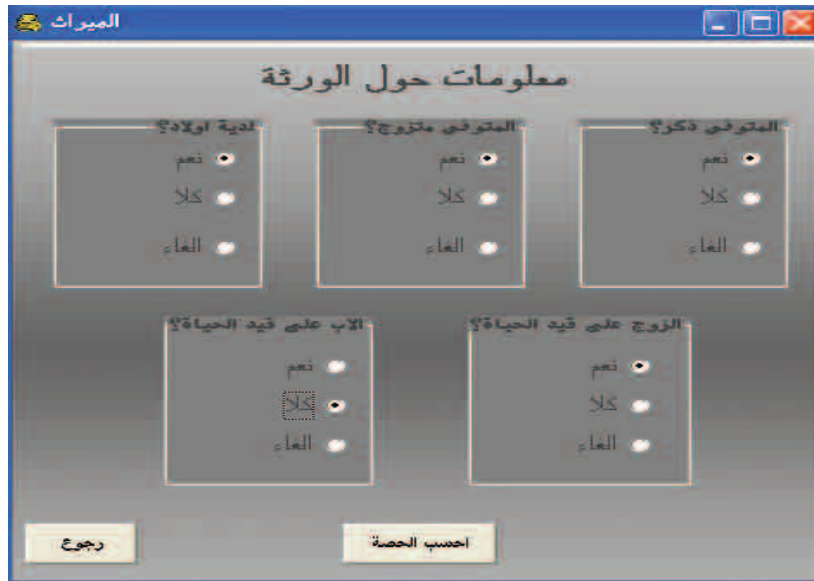 الميراث
معلومات حول الورثة
المتوفى ذكر؟
نعم
كلا
الغاء
المتوفى متزوج؟
نعم
كلا
الغاء
لدية اولاد؟
نعم
كلا
الغاء
الزوج على قيد الحياة؟
نعم
كلا
الغاء
الاب على قيد الحياة؟
نعم
كلا
الغاء
احسب الحصة
رجوع